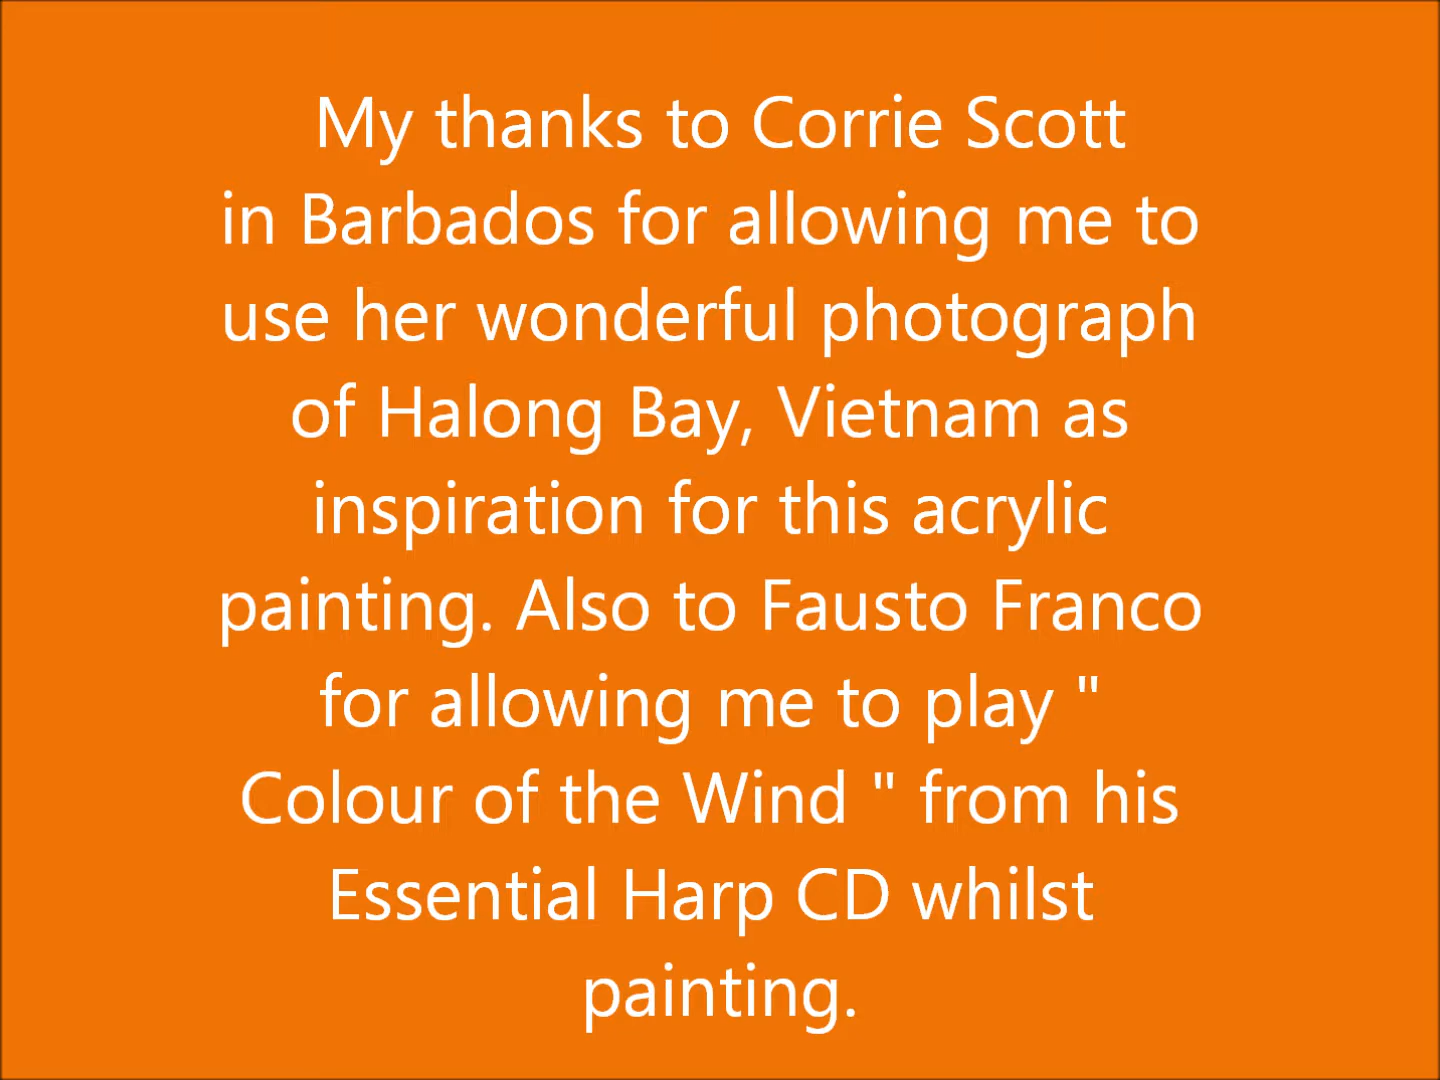 My thanks to Corrie Scott
in Barbados for allowing me to
use her wonderful photograph
of Halong Bay, Vietnam as
inspiration for this acrylic
painting. Also to Fausto Franco
for allowing me to play "
Colour of the Wind " from his
Essential Harp CD whilst
painting.